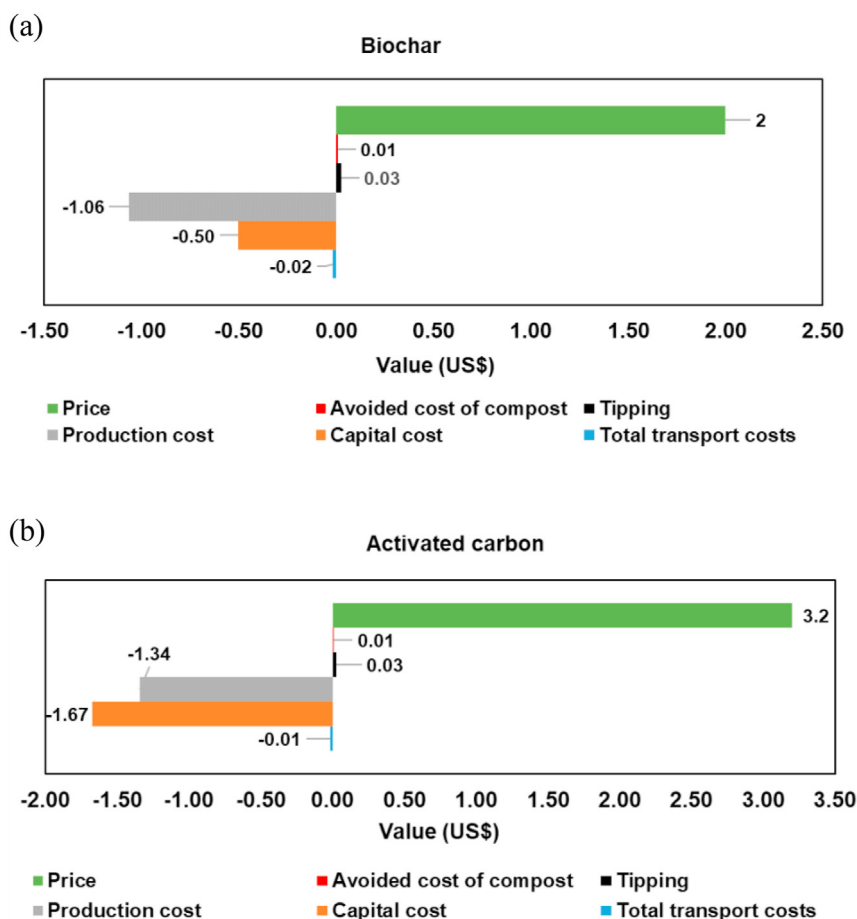 (a)
Biochar
2
0.01
0.03
-1.06
-0.50
-0.02
-1.50 -1.00 -0.50 0.00 0.50 1.00 1.50 2.00 2.50
Value (US$)
Price Avoided cost of compost Tipping
Production cost Capital cost Total transport costs
(b)
Activated carbon
3.2
0.01
0.03
-1.34
-1.67
-0.01
-2.00 -1.50 -1.00 -0.50 0.00 0.50 1.00 1.50 2.00 2.50 3.00 3.50
Value (US$)
Price Avoided cost of compost Tipping
Production cost Capital cost Total transport costs